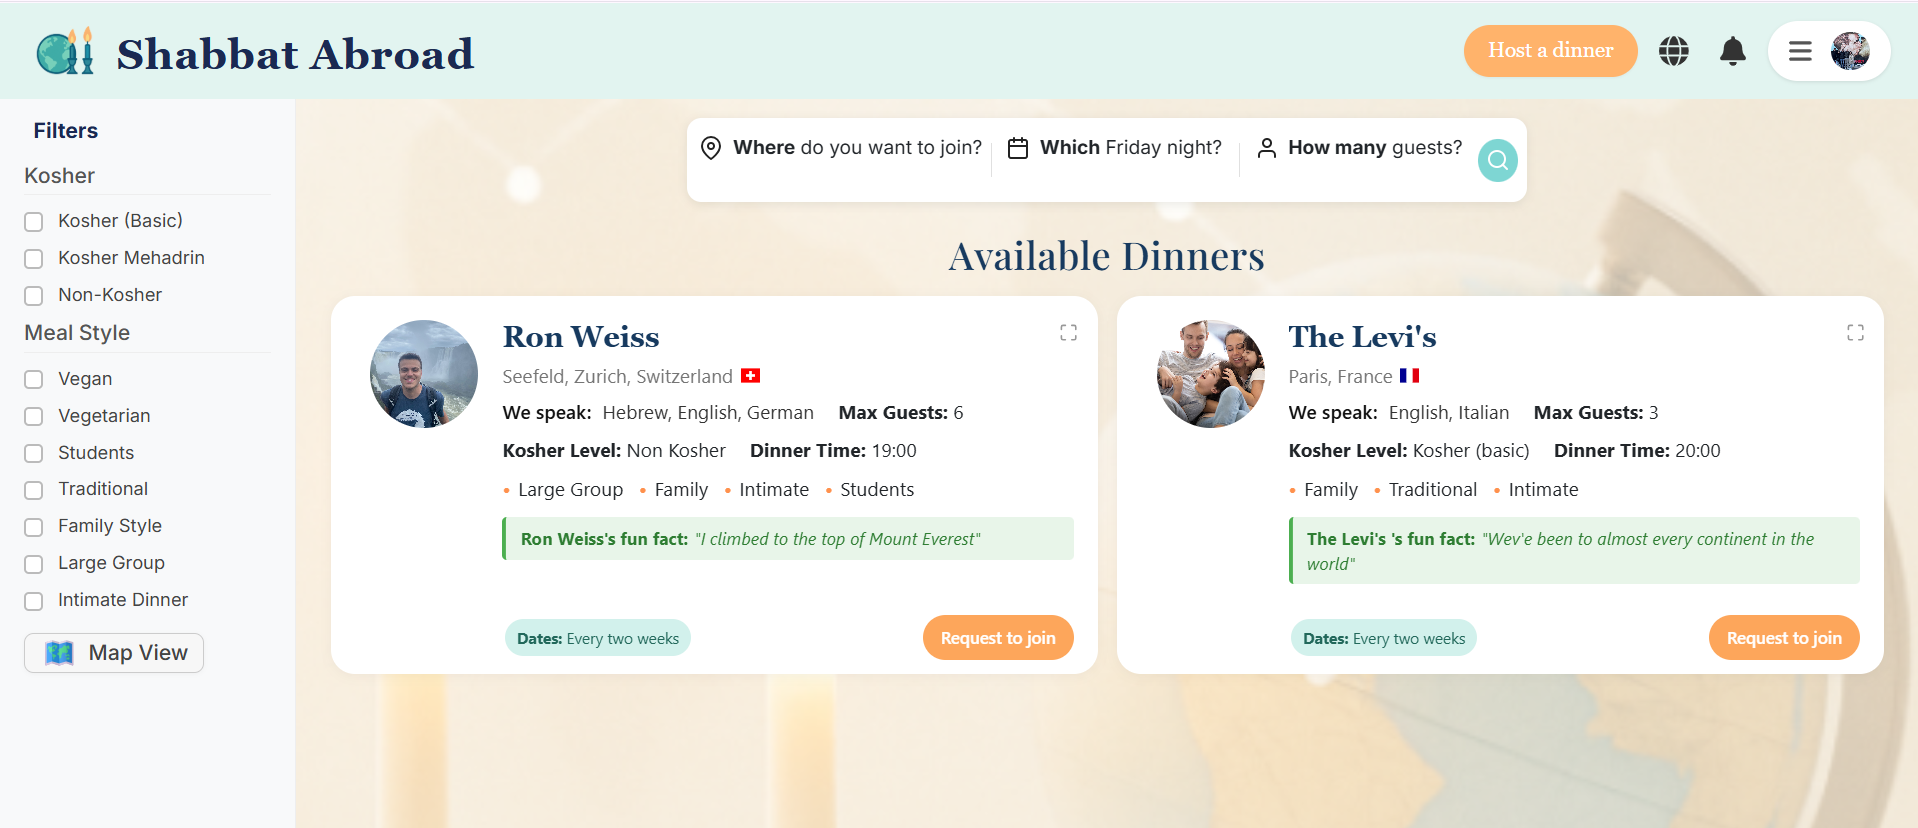 Shabbat Abroad
Host a dinner
Filters
Kosher
Kosher (Basic)
Kosher Mehadrin
Non-Kosher
Meal Style
Vegan
Vegetarian
Students
Traditional
Family Style
Large Group
Intimate Dinner
Map View
Where do you want to join?
Which Friday night?
How many guests?
Available Dinners
Ron Weiss
Seefeld, Zurich, Switzerland
We speak: Hebrew, English, German Max Guests: 6
Kosher Level: Non Kosher Dinner Time: 19:00
• Large Group • Family • Intimate • Students
Ron Weiss's fun fact: "I climbed to the top of Mount Everest"
Dates: Every two weeks
Request to join
The Levi's
Paris, France
We speak: English, Italian Max Guests: 3
Kosher Level: Kosher (basic) Dinner Time: 20:00
• Family • Traditional • Intimate
The Levi's 's fun fact: "Wev'e been to almost every continent in the
world"
Dates: Every two weeks
Request to join